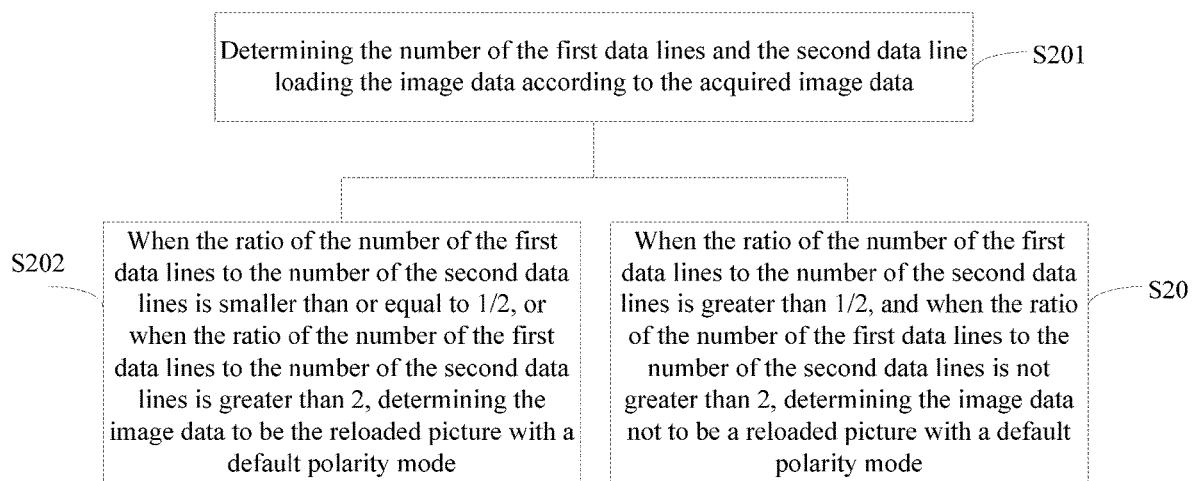 Determining the number of the first data lines and the second data line
loading the image data according to the acquired image data
S201
S202
When the ratio of the number of the first
data lines to the number of the second data
lines is smaller than or equal to 1/2, or
when the ratio of the number of the first
data lines to the number of the second data
lines is greater than 2, determining the
image data to be the reloaded picture with a
default polarity mode
When the ratio of the number of the first
data lines to the number of the second data
lines is greater than 1/2, and when the ratio
of the number of the first data lines to the
number of the second data lines is not
greater than 2, determining the image data
not to be a reloaded picture with a default
polarity mode
S20